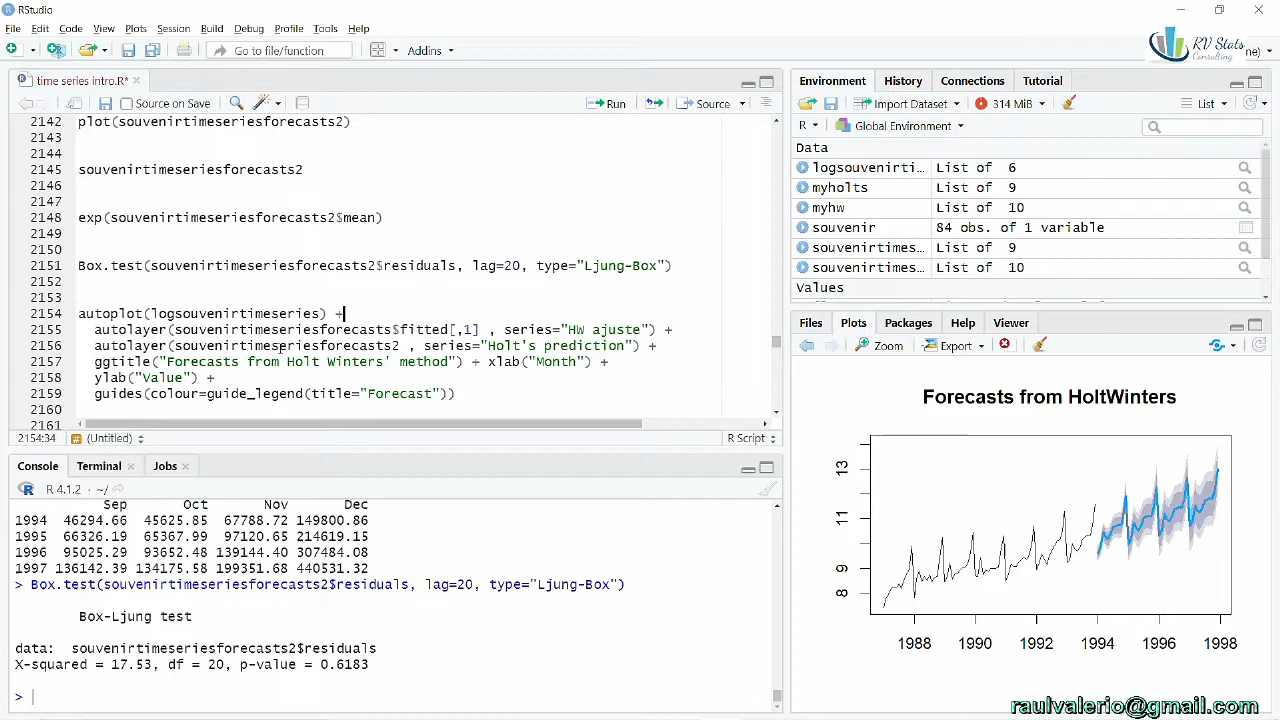 RStudio
File Edit Code View Plots Session Build Debug Profile Tools Help
Go to file/function Addins
RV Stats
Consulting
ne)
time series intro.R*
Source on Save Run Source
2142 plot(souvenirtimeseriesforecasts2)
2143
2144
2145 souvenirtimeseriesforecasts2
2146
2147
2148 exp(souvenirtimeseriesforecasts2$mean)
2149
2150
2151 Box.test(souvenirtimeseriesforecasts2$residuals, lag=20, type="Ljung-Box")
2152
2153
2154 autoplot(logsouvenirtimeseries) +
2155 autolayer(souvenirtimeseriesforecasts$fitted[,1] , series="HW ajuste") +
2156 autolayer(souvenirtimeseriesforecasts2 , series="Holt's prediction") +
2157 ggtitle("Forecasts from Holt Winters' method") + xlab("Month") +
2158 ylab("Value") +
2159 guides(colour=guide_legend(title="Forecast"))
2160
2161
2154:34 (Untitled) R Script
Console Terminal Jobs
R 4.1.2 · ~/
Sep Oct Nov Dec
1994 46294.66 45625.85 67788.72 149800.86
1995 66326.19 65367.99 97120.65 214619.15
1996 95025.29 93652.48 139144.40 307484.08
1997 136142.39 134175.58 199351.68 440531.32
> Box.test(souvenirtimeseriesforecasts2$residuals, lag=20, type="Ljung-Box")
Box-Ljung test
data: souvenirtimeseriesforecasts2$residuals
X-squared = 17.53, df = 20, p-value = 0.6183
>
Environment History Connections Tutorial
Import Dataset 314 MiB List
R Global Environment
Data
logsouvenirti… List of 6
myholts List of 9
myhw List of 10
souvenir 84 obs. of 1 variable
souvenirtimes… List of 9
souvenirtimes… List of 10
Values
Files Plots Packages Help Viewer
Zoom Export
Forecasts from HoltWinters
13
11
9
8
1988 1990 1992 1994 1996 1998
raulvalerio@gmail.com